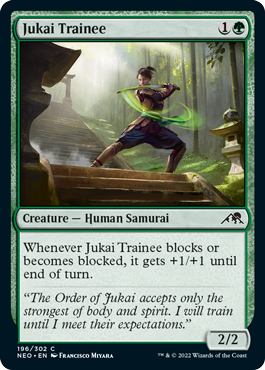 Jukai Trainee 1
Creature — Human Samurai
Whenever Jukai Trainee blocks or
becomes blocked, it gets +1/+1 until
end of turn.
“The Order of Jukai accepts only the
strongest of body and spirit. I will train
until I meet their expectations.”
2/2
196/302 C
NEO • EN Francisco Miyara
™ & © 2022 Wizards of the Coast